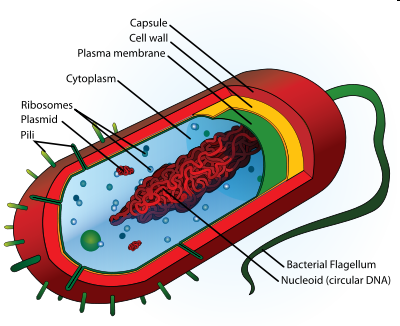 Capsule
Cell wall
Plasma membrane
Cytoplasm
Ribosomes
Plasmid
Pili
Bacterial Flagellum
Nucleoid (circular DNA)